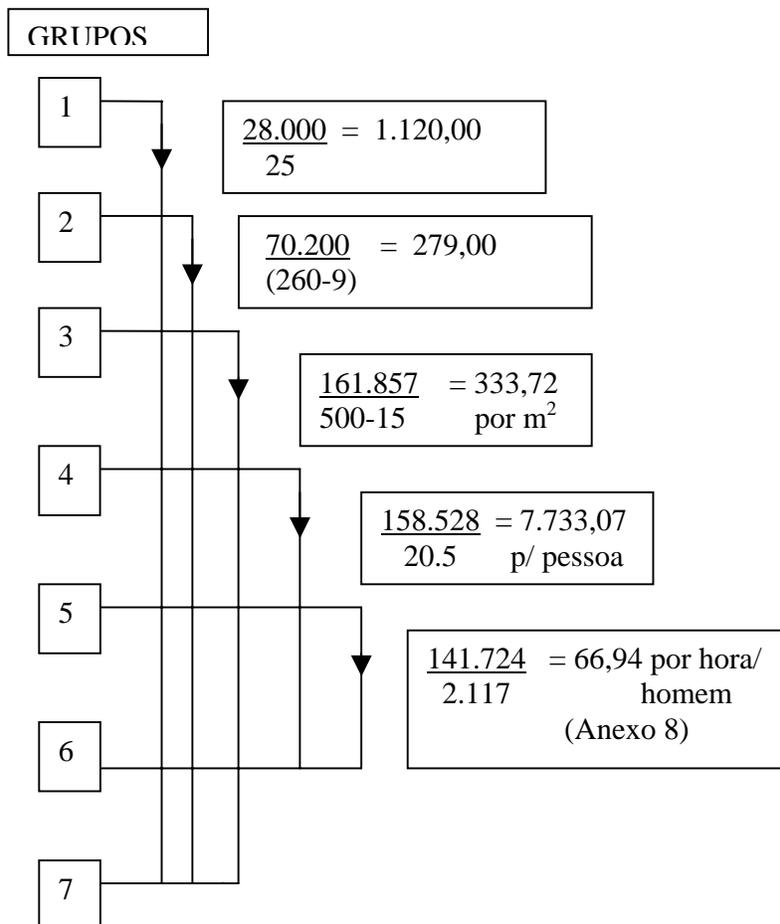 GRUPOS
1
28.000 = 1.120,00
25
2
70.200 = 279,00
(260-9)
3
161.857 = 333,72
500-15 por m²
4
158.528 = 7.733,07
20.5 p/ pessoa
5
141.724 = 66,94 por hora/
2.117 homem
(Anexo 8)
6
7